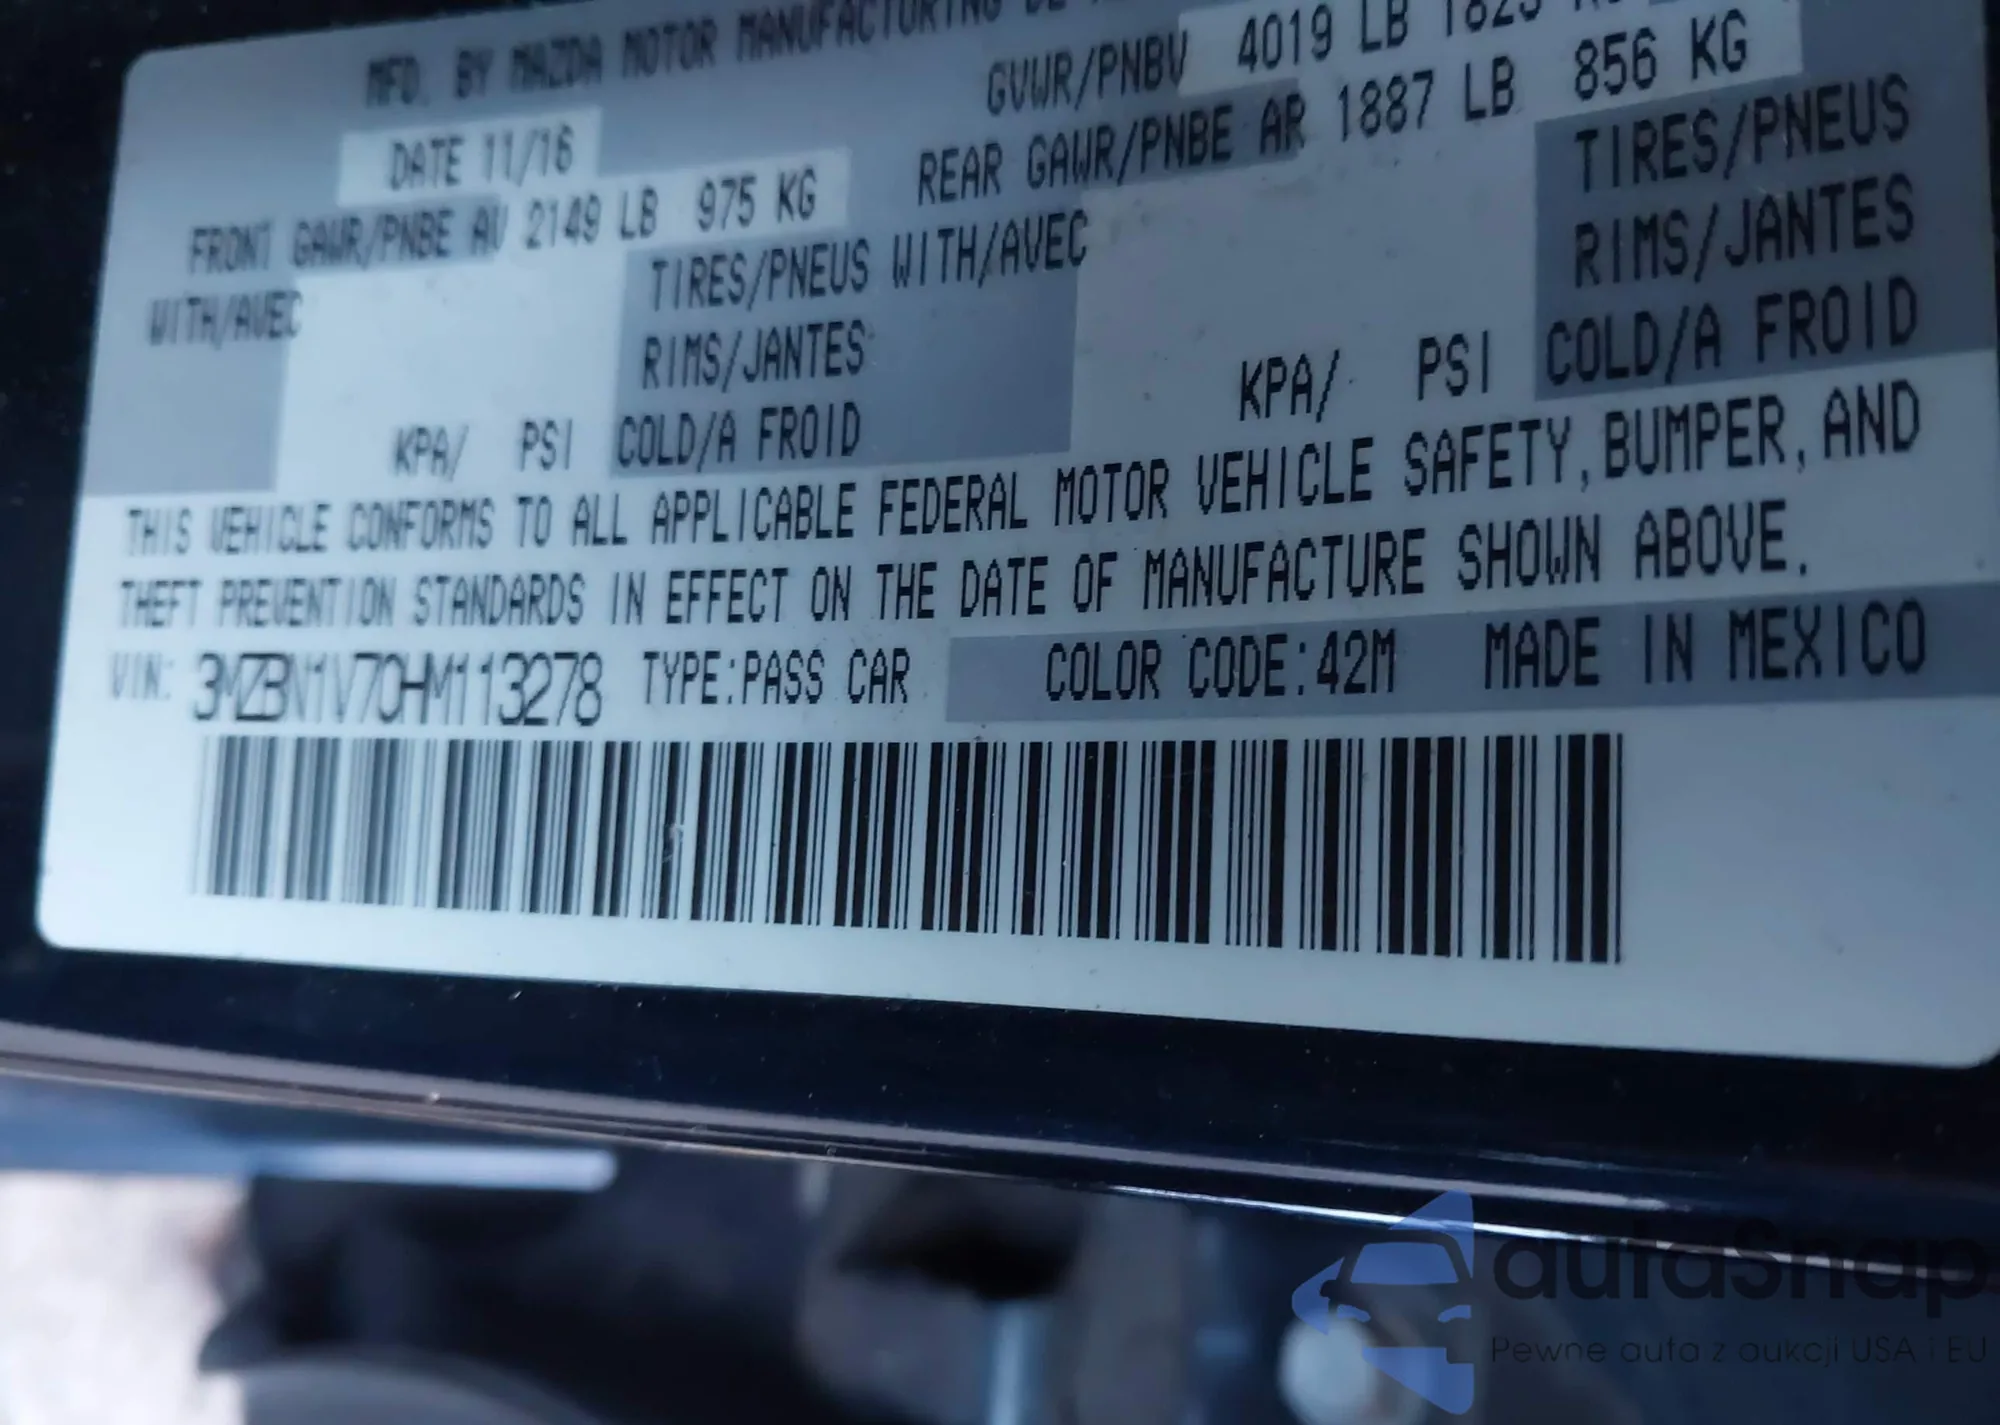 MFD. BY MAZDA MOTOR MANUFACTURING DE
DATE 11/16 GVWR/PNBV 4019 LB 1823
FRONT GAWR/PNBE AV 2149 LB 975 KG REAR GAWR/PNBE AR 1887 LB 856 KG
WITH/AVEC TIRES/PNEUS WITH/AVEC TIRES/PNEUS
RIMS/JANTES RIMS/JANTES
KPA/ PSI COLD/A FROID KPA/ PSI COLD/A FROID
THIS VEHICLE CONFORMS TO ALL APPLICABLE FEDERAL MOTOR VEHICLE SAFETY, BUMPER, AND
THEFT PREVENTION STANDARDS IN EFFECT ON THE DATE OF MANUFACTURE SHOWN ABOVE.
VIN: 3MZBN1V70HM113278 TYPE:PASS CAR COLOR CODE:42M MADE IN MEXICO
autaSnap
Pewne auta z aukcji USA i EU